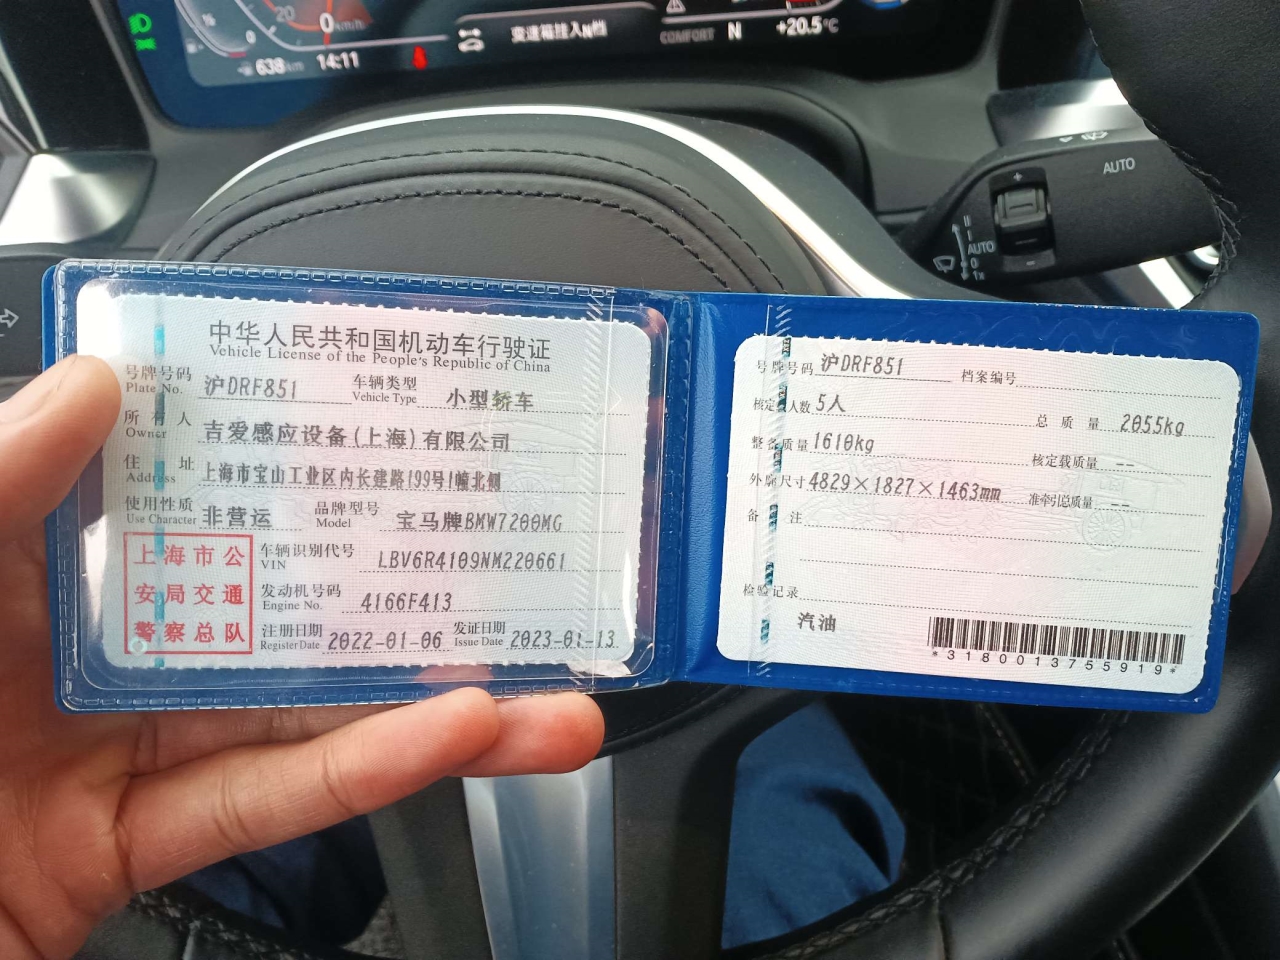 20
0 km/h
0
638 km 14:11
变速箱挂入N档
COMFORT N +20.5°C
AUTO
II
I
AUTO
0
1x
中华人民共和国机动车行驶证
Vehicle License of the People's Republic of China
号牌号码 沪DRF851 车辆类型 小型轿车
Plate No. Vehicle Type
所有人 吉爱感应设备(上海)有限公司
Owner
住址 上海市宝山工业区内长建路199号1幢北侧
Address
使用性质 非营运 品牌型号 宝马牌BMW7200MG
Use Character Model
上海市公
安局交通
警察总队
车辆识别代号 LBV6R4109NM220661
VIN
发动机号码 4166F413
Engine No.
注册日期 2022-01-06 发证日期 2023-01-13
Register Date Issue Date
号牌号码 沪DRF851 档案编号
核定人数 5人 总质量 2055kg
整备质量 1610kg 核定载质量 --
外廓尺寸 4829×1827×1463mm 准牵引总质量 --
备注
检验记录
汽油
*3180013755919*